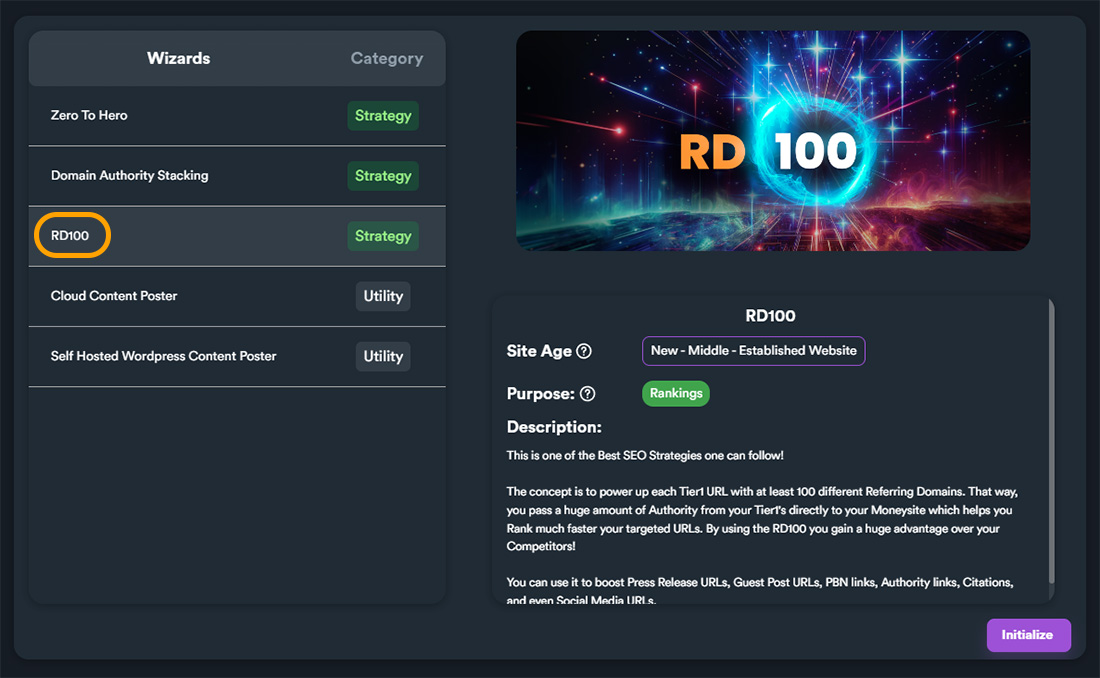 Wizards Category
Zero To Hero Strategy
Domain Authority Stacking Strategy
RD100 Strategy
Cloud Content Poster Utility
Self Hosted Wordpress Content Poster Utility
RD 100
RD100
Site Age ? New - Middle - Established Website
Purpose: ? Rankings
Description:
This is one of the Best SEO Strategies one can follow!
The concept is to power up each Tier1 URL with at least 100 different Referring Domains. That way,
you pass a huge amount of Authority from your Tier1's directly to your Moneysite which helps you
Rank much faster your targeted URLs. By using the RD100 you gain a huge advantage over your
Competitors!
You can use it to boost Press Release URLs, Guest Post URLs, PBN links, Authority links, Citations,
and even Social Media URLs.
Initialize